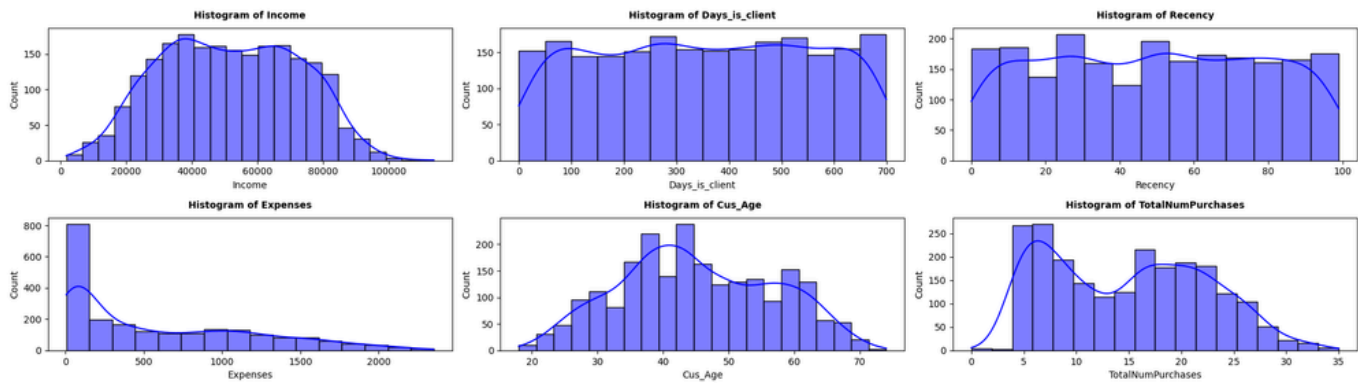 Histogram of Income
Count
150
100
50
0
0 20000 40000 60000 80000 100000
Income
Histogram of Days_is_client
Count
150
100
50
0
0 100 200 300 400 500 600 700
Days_is_client
Histogram of Recency
Count
200
150
100
50
0
0 20 40 60 80 100
Recency
Histogram of Expenses
Count
800
600
400
200
0
0 500 1000 1500 2000
Expenses
Histogram of Cus_Age
Count
200
150
100
50
0
20 30 40 50 60 70
Cus_Age
Histogram of TotalNumPurchases
Count
250
200
150
100
50
0
0 5 10 15 20 25 30 35
TotalNumPurchases